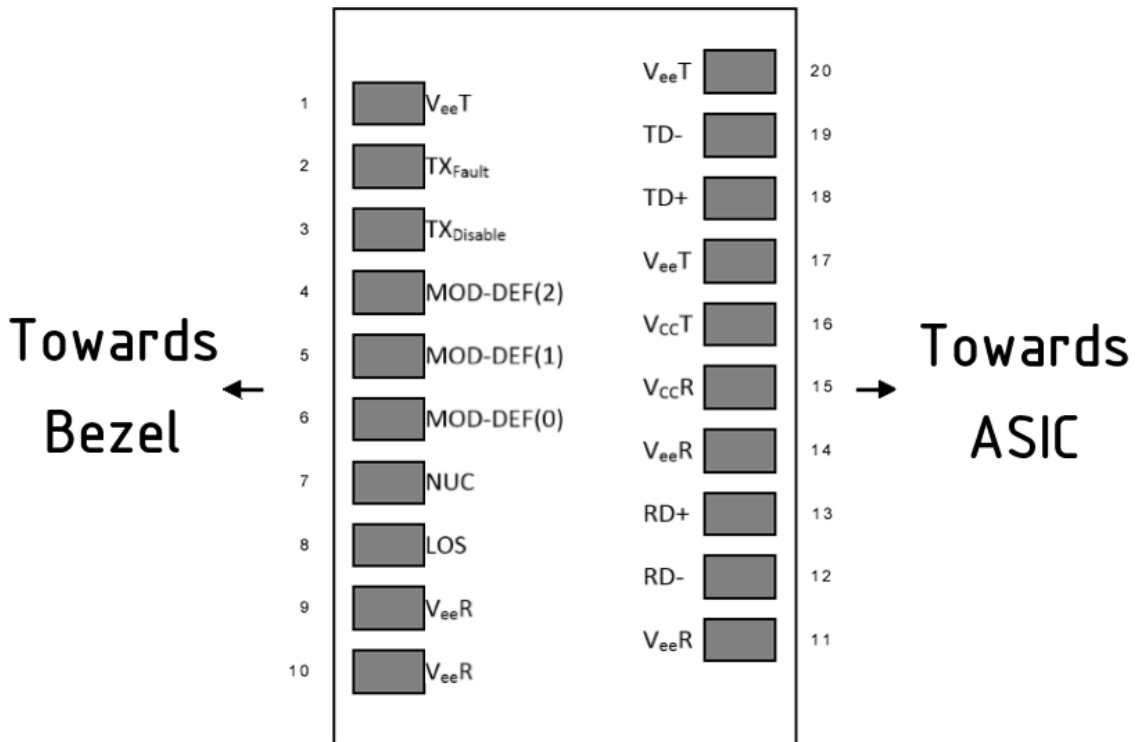 1 VeeT
2 TXFault
3 TXDisable
4 MOD-DEF(2)
5 MOD-DEF(1)
6 MOD-DEF(0)
7 NUC
8 LOS
9 VeeR
10 VeeR
VeeT 20
TD- 19
TD+ 18
VeeT 17
VCCT 16
VCCR 15
VeeR 14
RD+ 13
RD- 12
VeeR 11
Towards
Bezel
Towards
ASIC